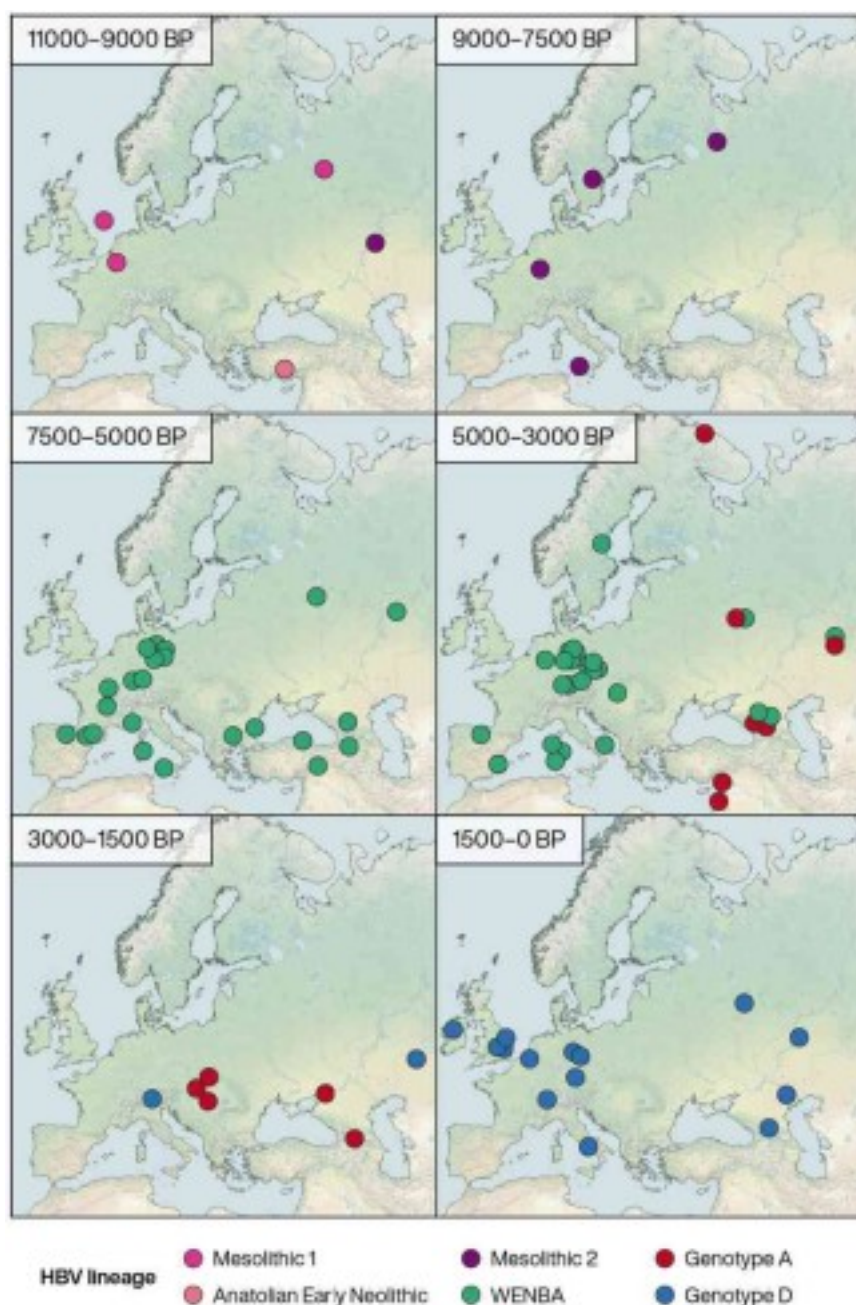 11000–9000 BP
9000–7500 BP
7500–5000 BP
5000–3000 BP
3000–1500 BP
1500–0 BP
HBV lineage
Mesolithic 1
Mesolithic 2
Genotype A
Anatolian Early Neolithic
WENBA
Genotype D